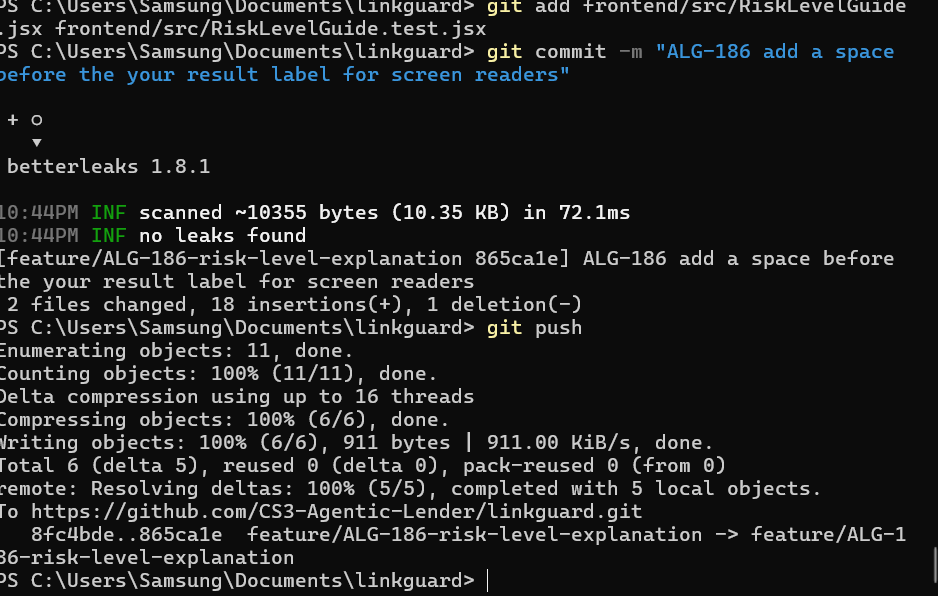 PS C:\Users\Samsung\Documents\linkguard> git add frontend/src/RiskLevelGuide
.jsx frontend/src/RiskLevelGuide.test.jsx
PS C:\Users\Samsung\Documents\linkguard> git commit -m "ALG-186 add a space
before the your result label for screen readers"
+ ○
▼
betterleaks 1.8.1
10:44PM INF scanned ~10355 bytes (10.35 KB) in 72.1ms
10:44PM INF no leaks found
[feature/ALG-186-risk-level-explanation 865ca1e] ALG-186 add a space before
the your result label for screen readers
2 files changed, 18 insertions(+), 1 deletion(-)
PS C:\Users\Samsung\Documents\linkguard> git push
Enumerating objects: 11, done.
Counting objects: 100% (11/11), done.
Delta compression using up to 16 threads
Compressing objects: 100% (6/6), done.
Writing objects: 100% (6/6), 911 bytes | 911.00 KiB/s, done.
Total 6 (delta 5), reused 0 (delta 0), pack-reused 0 (from 0)
remote: Resolving deltas: 100% (5/5), completed with 5 local objects.
To https://github.com/CS3-Agentic-Lender/linkguard.git
8fc4bde..865ca1e  feature/ALG-186-risk-level-explanation -> feature/ALG-1
86-risk-level-explanation
PS C:\Users\Samsung\Documents\linkguard>